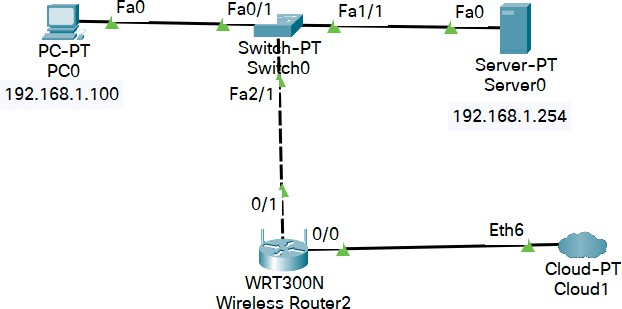 Fa0
Fa0/1
Fa1/1
Fa0
PC-PT
PC0
192.168.1.100
Switch-PT
Switch0
Server-PT
Server0
192.168.1.254
Fa2/1
0/1
0/0
Eth6
WRT300N
Wireless Router2
Cloud-PT
Cloud1